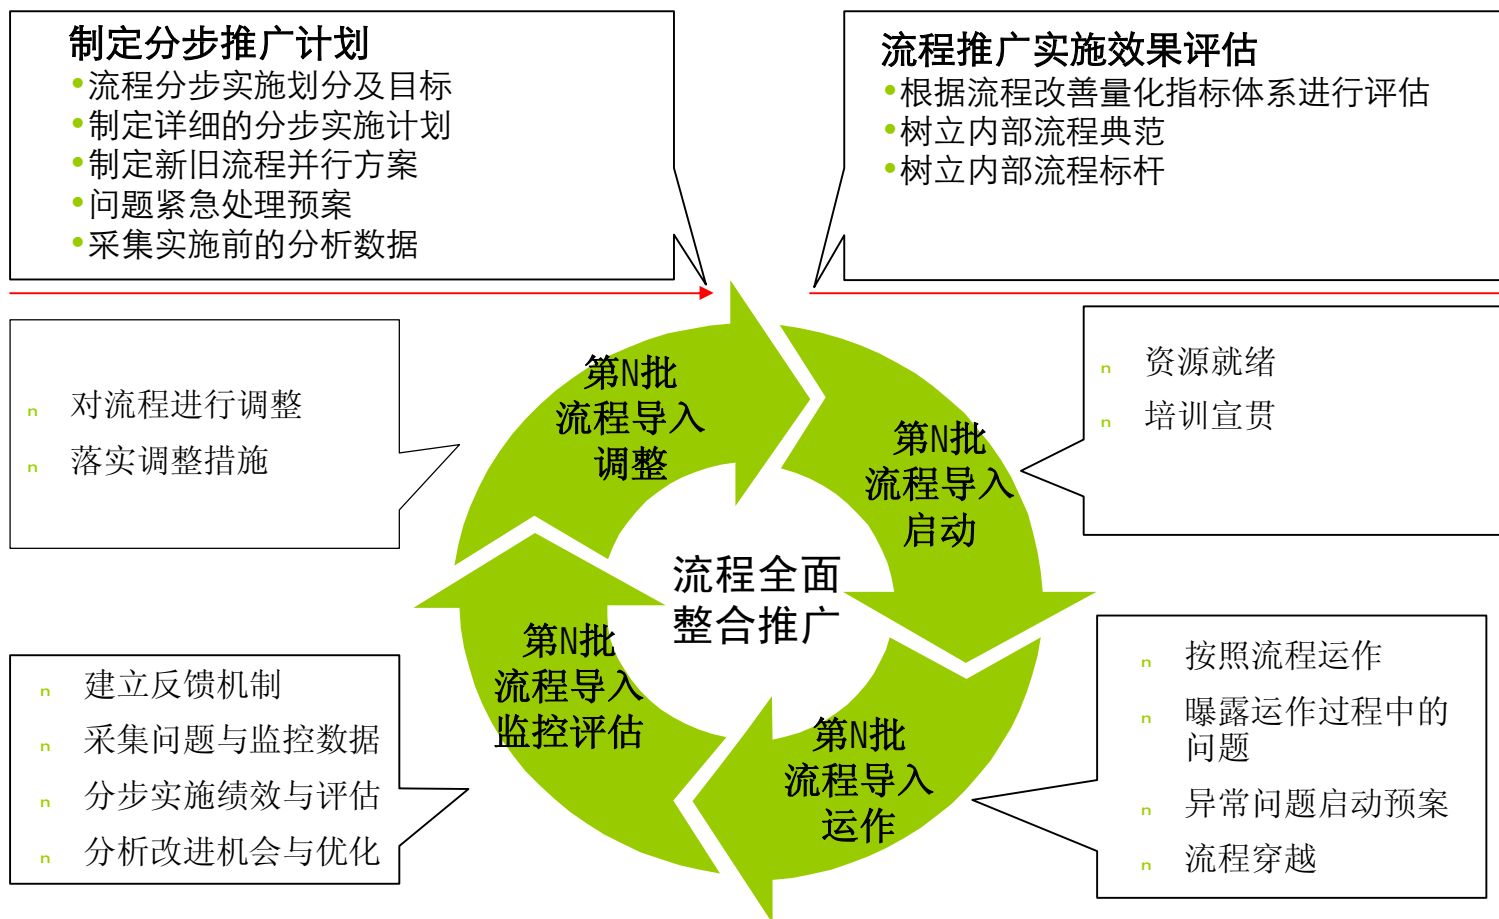 制定分步推广计划
•流程分步实施划分及目标
•制定详细的分步实施计划
•制定新旧流程并行方案
•问题紧急处理预案
•采集实施前的分析数据
流程推广实施效果评估
•根据流程改善量化指标体系进行评估
•树立内部流程典范
•树立内部流程标杆
n 对流程进行调整
n 落实调整措施
第N批
流程导入
调整
第N批
流程导入
启动
n 资源就绪
n 培训宣贯
流程全面
整合推广
n 建立反馈机制
n 采集问题与监控数据
n 分步实施绩效与评估
n 分析改进机会与优化
第N批
流程导入
监控评估
第N批
流程导入
运作
n 按照流程运作
n 曝露运作过程中的
问题
n 异常问题启动预案
n 流程穿越